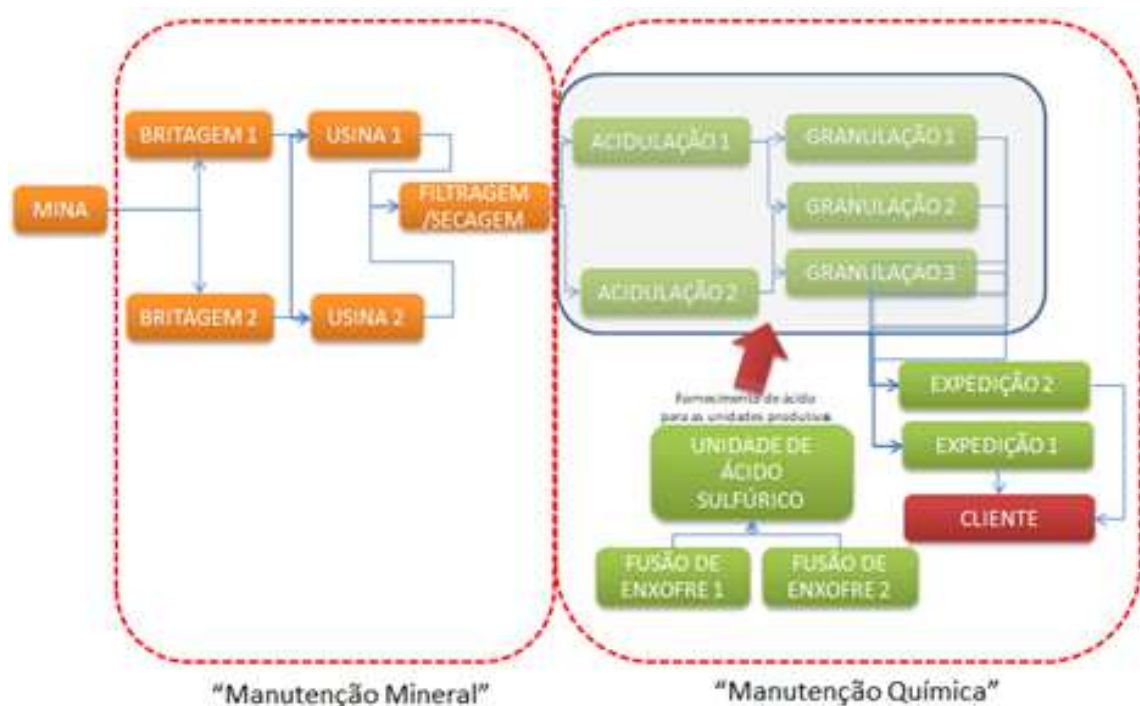 MINA
BRITAGEM 1
BRITAGEM 2
USINA 1
USINA 2
FILTRAGEM
/SECAGEM
ACIDULAÇÃO 1
ACIDULAÇÃO 2
GRANULAÇÃO 1
GRANULAÇÃO 2
GRANULAÇÃO 3
Fornecimento de ácido
para as unidades produtivas
UNIDADE DE
ÁCIDO
SULFÚRICO
FUSÃO DE
ENXOFRE 1
FUSÃO DE
ENXOFRE 2
EXPEDIÇÃO 2
EXPEDIÇÃO 1
CLIENTE
“Manutenção Mineral”
“Manutenção Química”